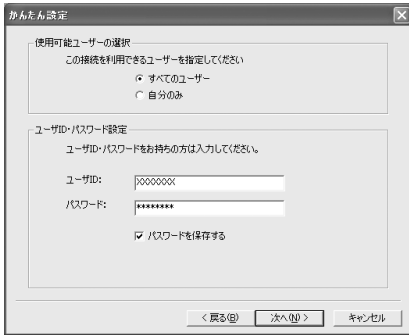 かんたん設定
使用可能ユーザーの選択
この接続を利用できるユーザーを指定してください
すべてのユーザー
自分のみ
ユーザID・パスワード設定
ユーザID・パスワードをお持ちの方は入力してください。
ユーザID:
XXXXXXX
パスワード:
********
パスワードを保存する
< 戻る(B) 次へ(N) > キャンセル